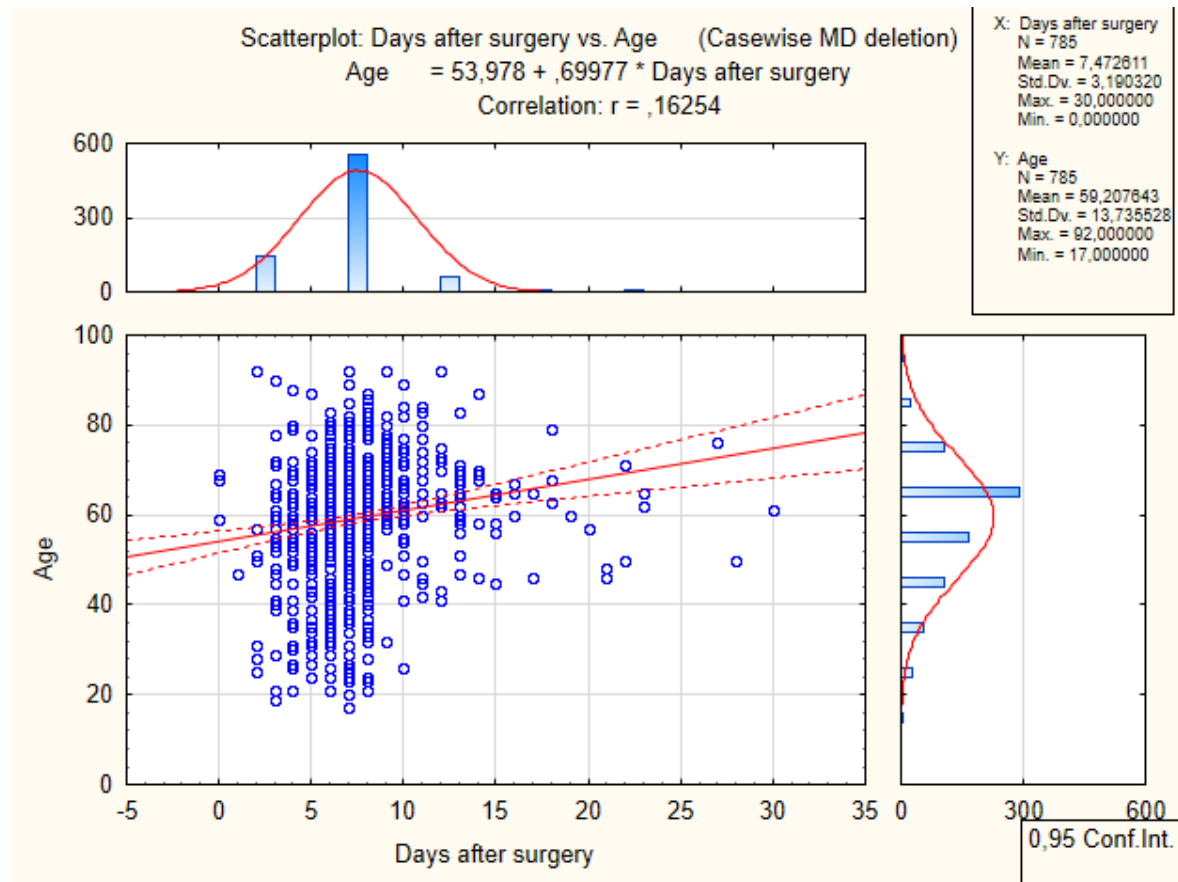 Scatterplot: Days after surgery vs. Age (Casewise MD deletion)
Age = 53,978 + ,69977 * Days after surgery
Correlation: r = ,16254
X: Days after surgery
N = 785
Mean = 7,472611
Std.Dv. = 3,190320
Max. = 30,000000
Min. = 0,000000
Y: Age
N = 785
Mean = 59,207643
Std.Dv. = 13,735528
Max. = 92,000000
Min. = 17,000000
600
300
0
100
80
60
40
20
0
Age
-5 0 5 10 15 20 25 30 35
0 300 600
Days after surgery
0,95 Conf.Int.